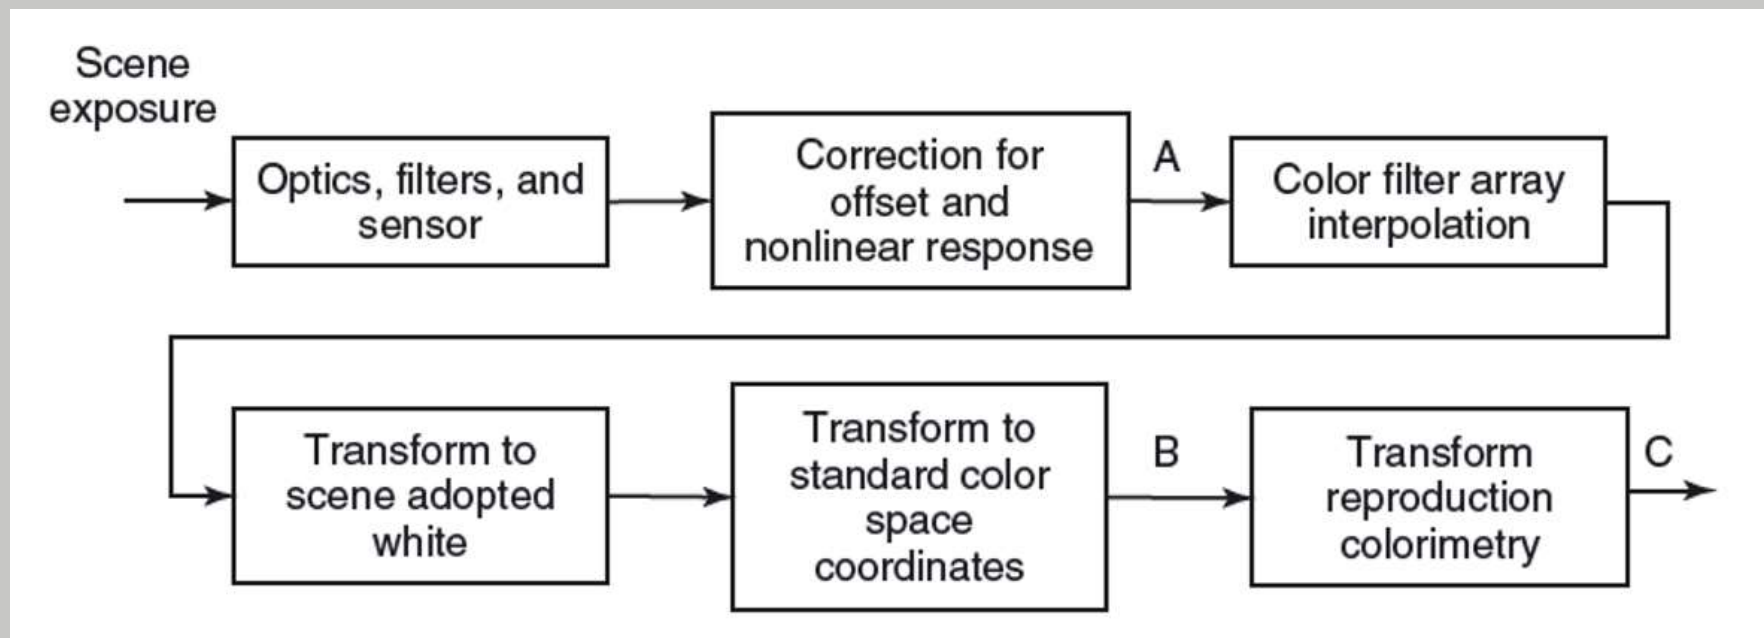 Scene
exposure
Optics, filters, and
sensor
Correction for
offset and
nonlinear response
A
Color filter array
interpolation
Transform to
scene adopted
white
Transform to
standard color
space
coordinates
B
Transform
reproduction
colorimetry
C